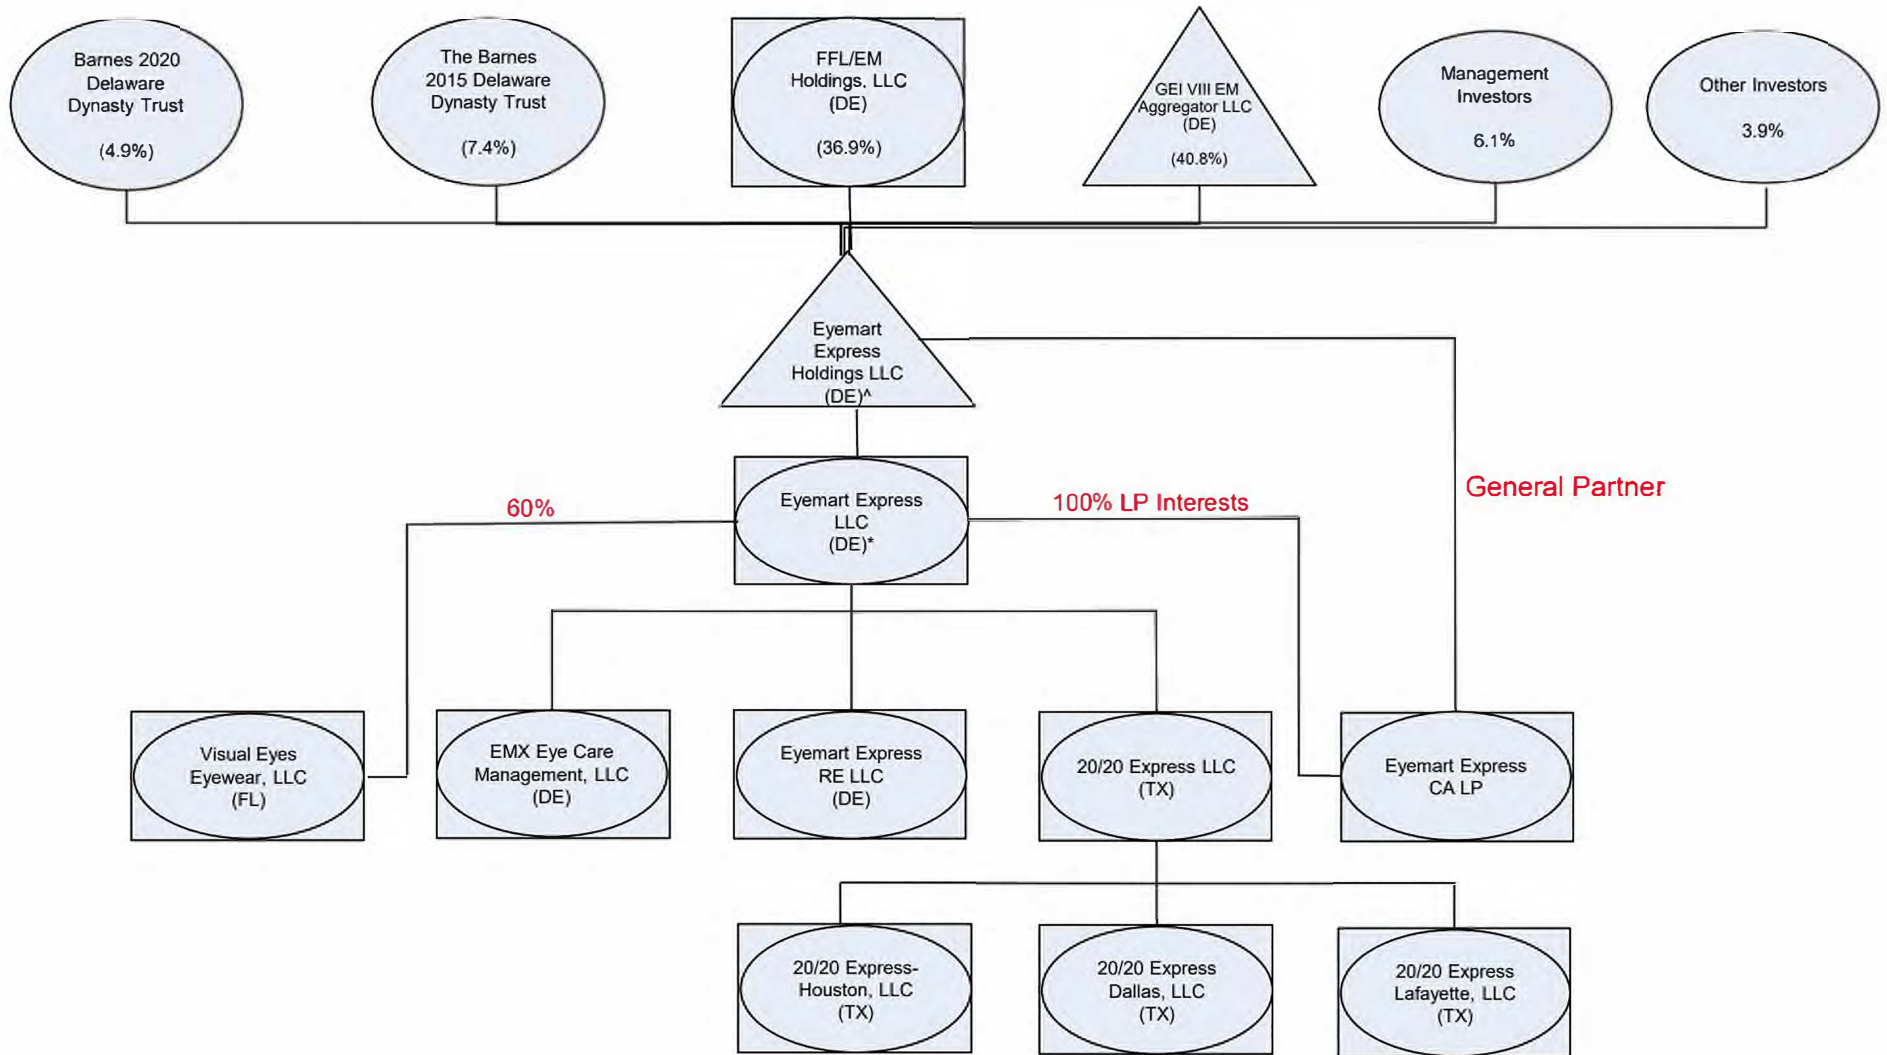 Barnes 2020
Delaware
Dynasty Trust
(4.9%)
The Barnes
2015 Delaware
Dynasty Trust
(7.4%)
FFL/EM
Holdings, LLC
(DE)
(36.9%)
GEI VIII EM
Aggregator LLC
(DE)
(40.8%)
Management
Investors
6.1%
Other Investors
3.9%
Eyemart
Express
Holdings LLC
(DE)^
60%
Eyemart Express
LLC
(DE)*
100% LP Interests
General Partner
Visual Eyes
Eyewear, LLC
(FL)
EMX Eye Care
Management, LLC
(DE)
Eyemart Express
RE LLC
(DE)
20/20 Express LLC
(TX)
Eyemart Express
CA LP
20/20 Express-
Houston, LLC
(TX)
20/20 Express
Dallas, LLC
(TX)
20/20 Express
Lafayette, LLC
(TX)